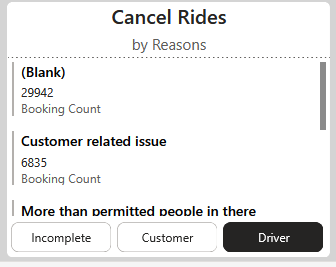 Cancel Rides
by Reasons
(Blank)
29942
Booking Count
Customer related issue
6835
Booking Count
More than permitted people in there
Incomplete
Customer
Driver